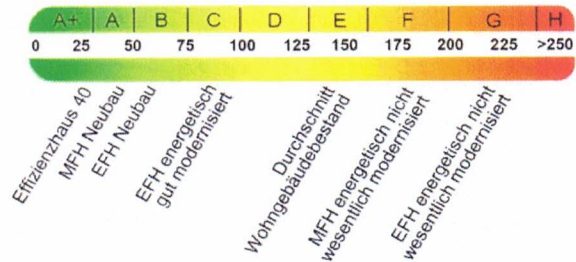 A+ A B C D E F G H
0 25 50 75 100 125 150 175 200 225 >250
Effizienzhaus 40
MFH Neubau
EFH Neubau
EFH energetisch
gut modernisiert
Durchschnitt
Wohngebäudebestand
MFH energetisch nicht
wesentlich modernisiert
EFH energetisch nicht
wesentlich modernisiert